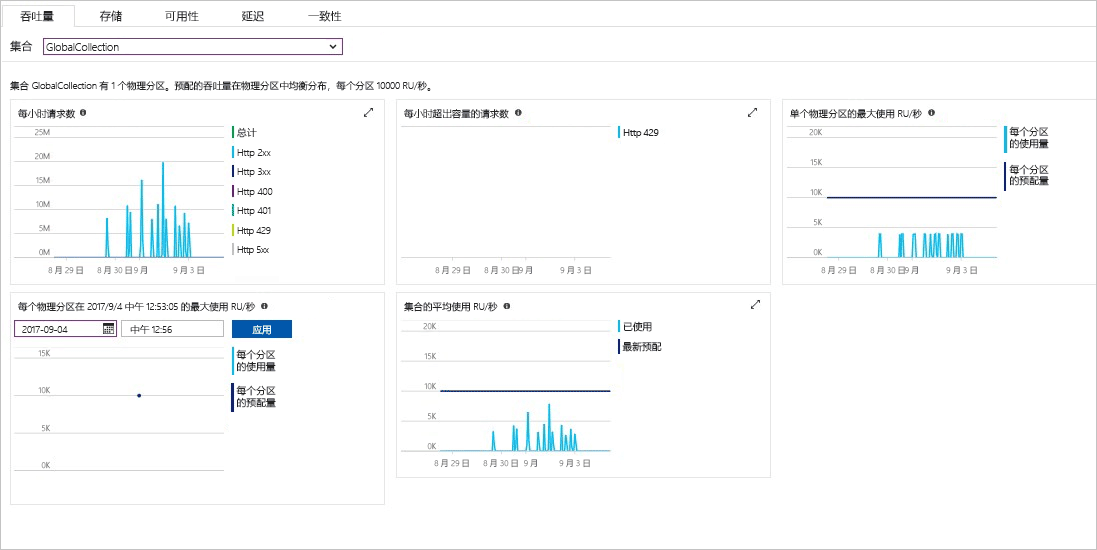 吞吐量 存储 可用性 延迟 一致性
集合 GlobalCollection
集合 GlobalCollection 有 1 个物理分区。预配的吞吐量在物理分区中均衡分布，每个分区 10000 RU/秒。
每小时请求数
25M
20M
15M
10M
5M
0M
8 月 29 日 8 月 30 日 9 月 9 月 3 日
总计
Http 2xx
Http 3xx
Http 400
Http 401
Http 429
Http 5xx
每小时超出容量的请求数
8 月 29 日 8 月 30 日 9 月 9 月 3 日
Http 429
单个物理分区的最大使用 RU/秒
20K
15K
10K
5K
0K
8 月 29 日 8 月 30 日 9 月 9 月 3 日
每个分区
的使用量
每个分区
的预配量
每个物理分区在 2017/9/4 中午 12:53:05 的最大使用 RU/秒
2017-09-04 中午 12:56 应用
15K
10K
5K
0K
每个分区
的使用量
每个分区
的预配量
集合的平均使用 RU/秒
20K
15K
10K
5K
0K
8 月 29 日 8 月 30 日 9 月 9 月 3 日
已使用
最新预配